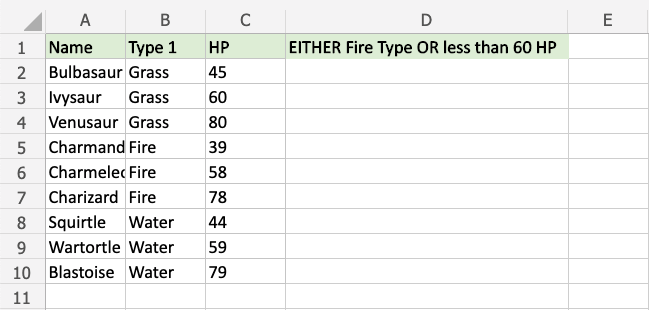 A B C D E
1 Name Type 1 HP EITHER Fire Type OR less than 60 HP
2 Bulbasaur Grass 45
3 Ivysaur Grass 60
4 Venusaur Grass 80
5 Charmand Fire 39
6 Charmelec Fire 58
7 Charizard Fire 78
8 Squirtle Water 44
9 Wartortle Water 59
10 Blastoise Water 79
11